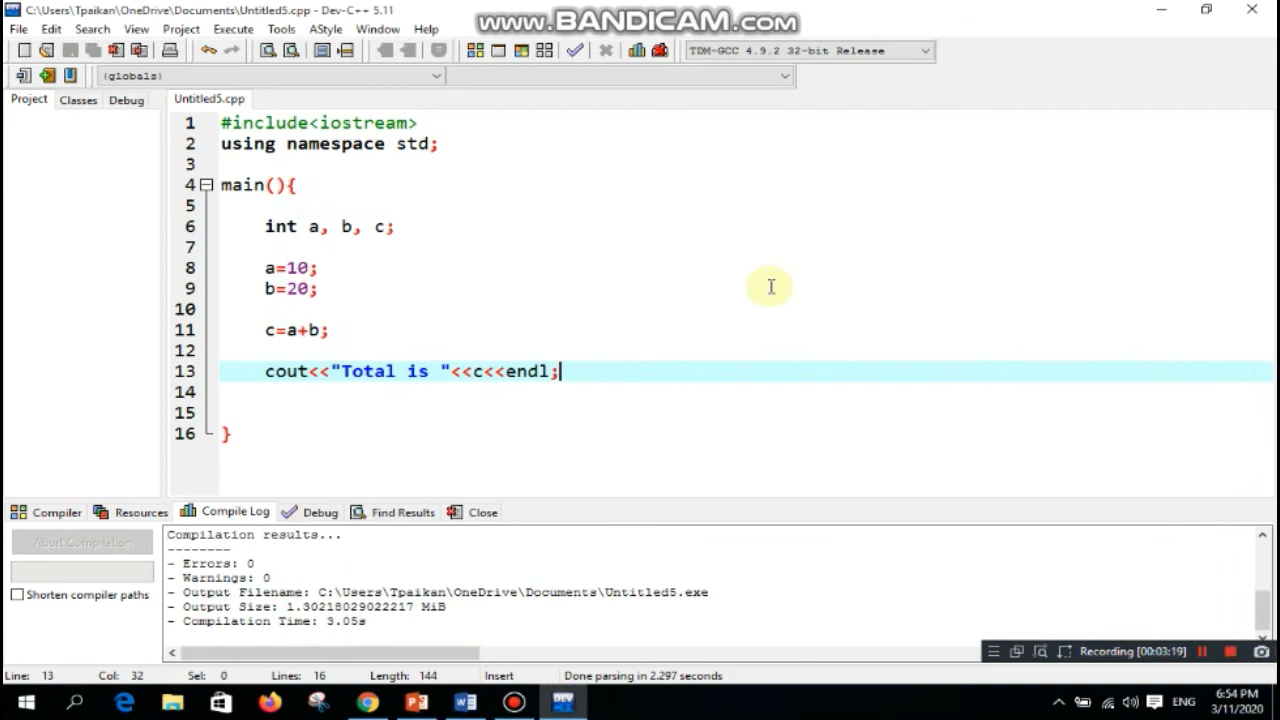 C:\Users\Tpaikan\OneDrive\Documents\Untitled5.cpp - Dev-C++ 5.11
www.BANDICAM.com
File Edit Search View Project Execute Tools AStyle Window Help
TDM-GCC 4.9.2 32-bit Release
(globals)
Project Classes Debug Untitled5.cpp
1 #include<iostream>
2 using namespace std;
3
4 main(){
5
6 int a, b, c;
7
8 a=10;
9 b=20;
10
11 c=a+b;
12
13 cout<<"Total is "<<c<<endl;
14
15
16 }
Compiler Resources Compile Log Debug Find Results Close
Abort Compilation
Shorten compiler paths
Compilation results...
--------
- Errors: 0
- Warnings: 0
- Output Filename: C:\Users\Tpaikan\OneDrive\Documents\Untitled5.exe
- Output Size: 1.30218029022217 MiB
- Compilation Time: 3.05s
Recording [00:03:19]
Line: 13 Col: 32 Sel: 0 Lines: 16 Length: 144 Insert Done parsing in 2.297 seconds
DEV
ENG
6:54 PM
3/11/2020